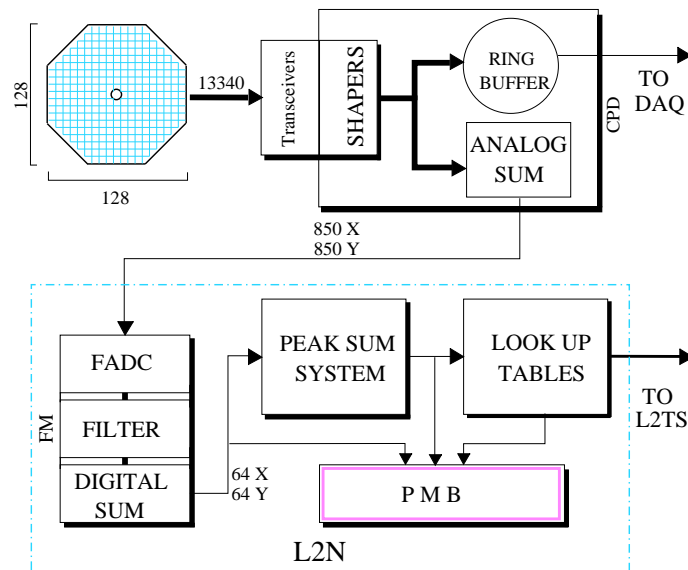 128
128
13340
Transceivers
SHAPERS
RING
BUFFER
ANALOG
SUM
CPD
TO
DAQ
850 X
850 Y
FM
FADC
FILTER
DIGITAL
SUM
64 X
64 Y
PEAK SUM
SYSTEM
LOOK UP
TABLES
TO
L2TS
P M B
L2N